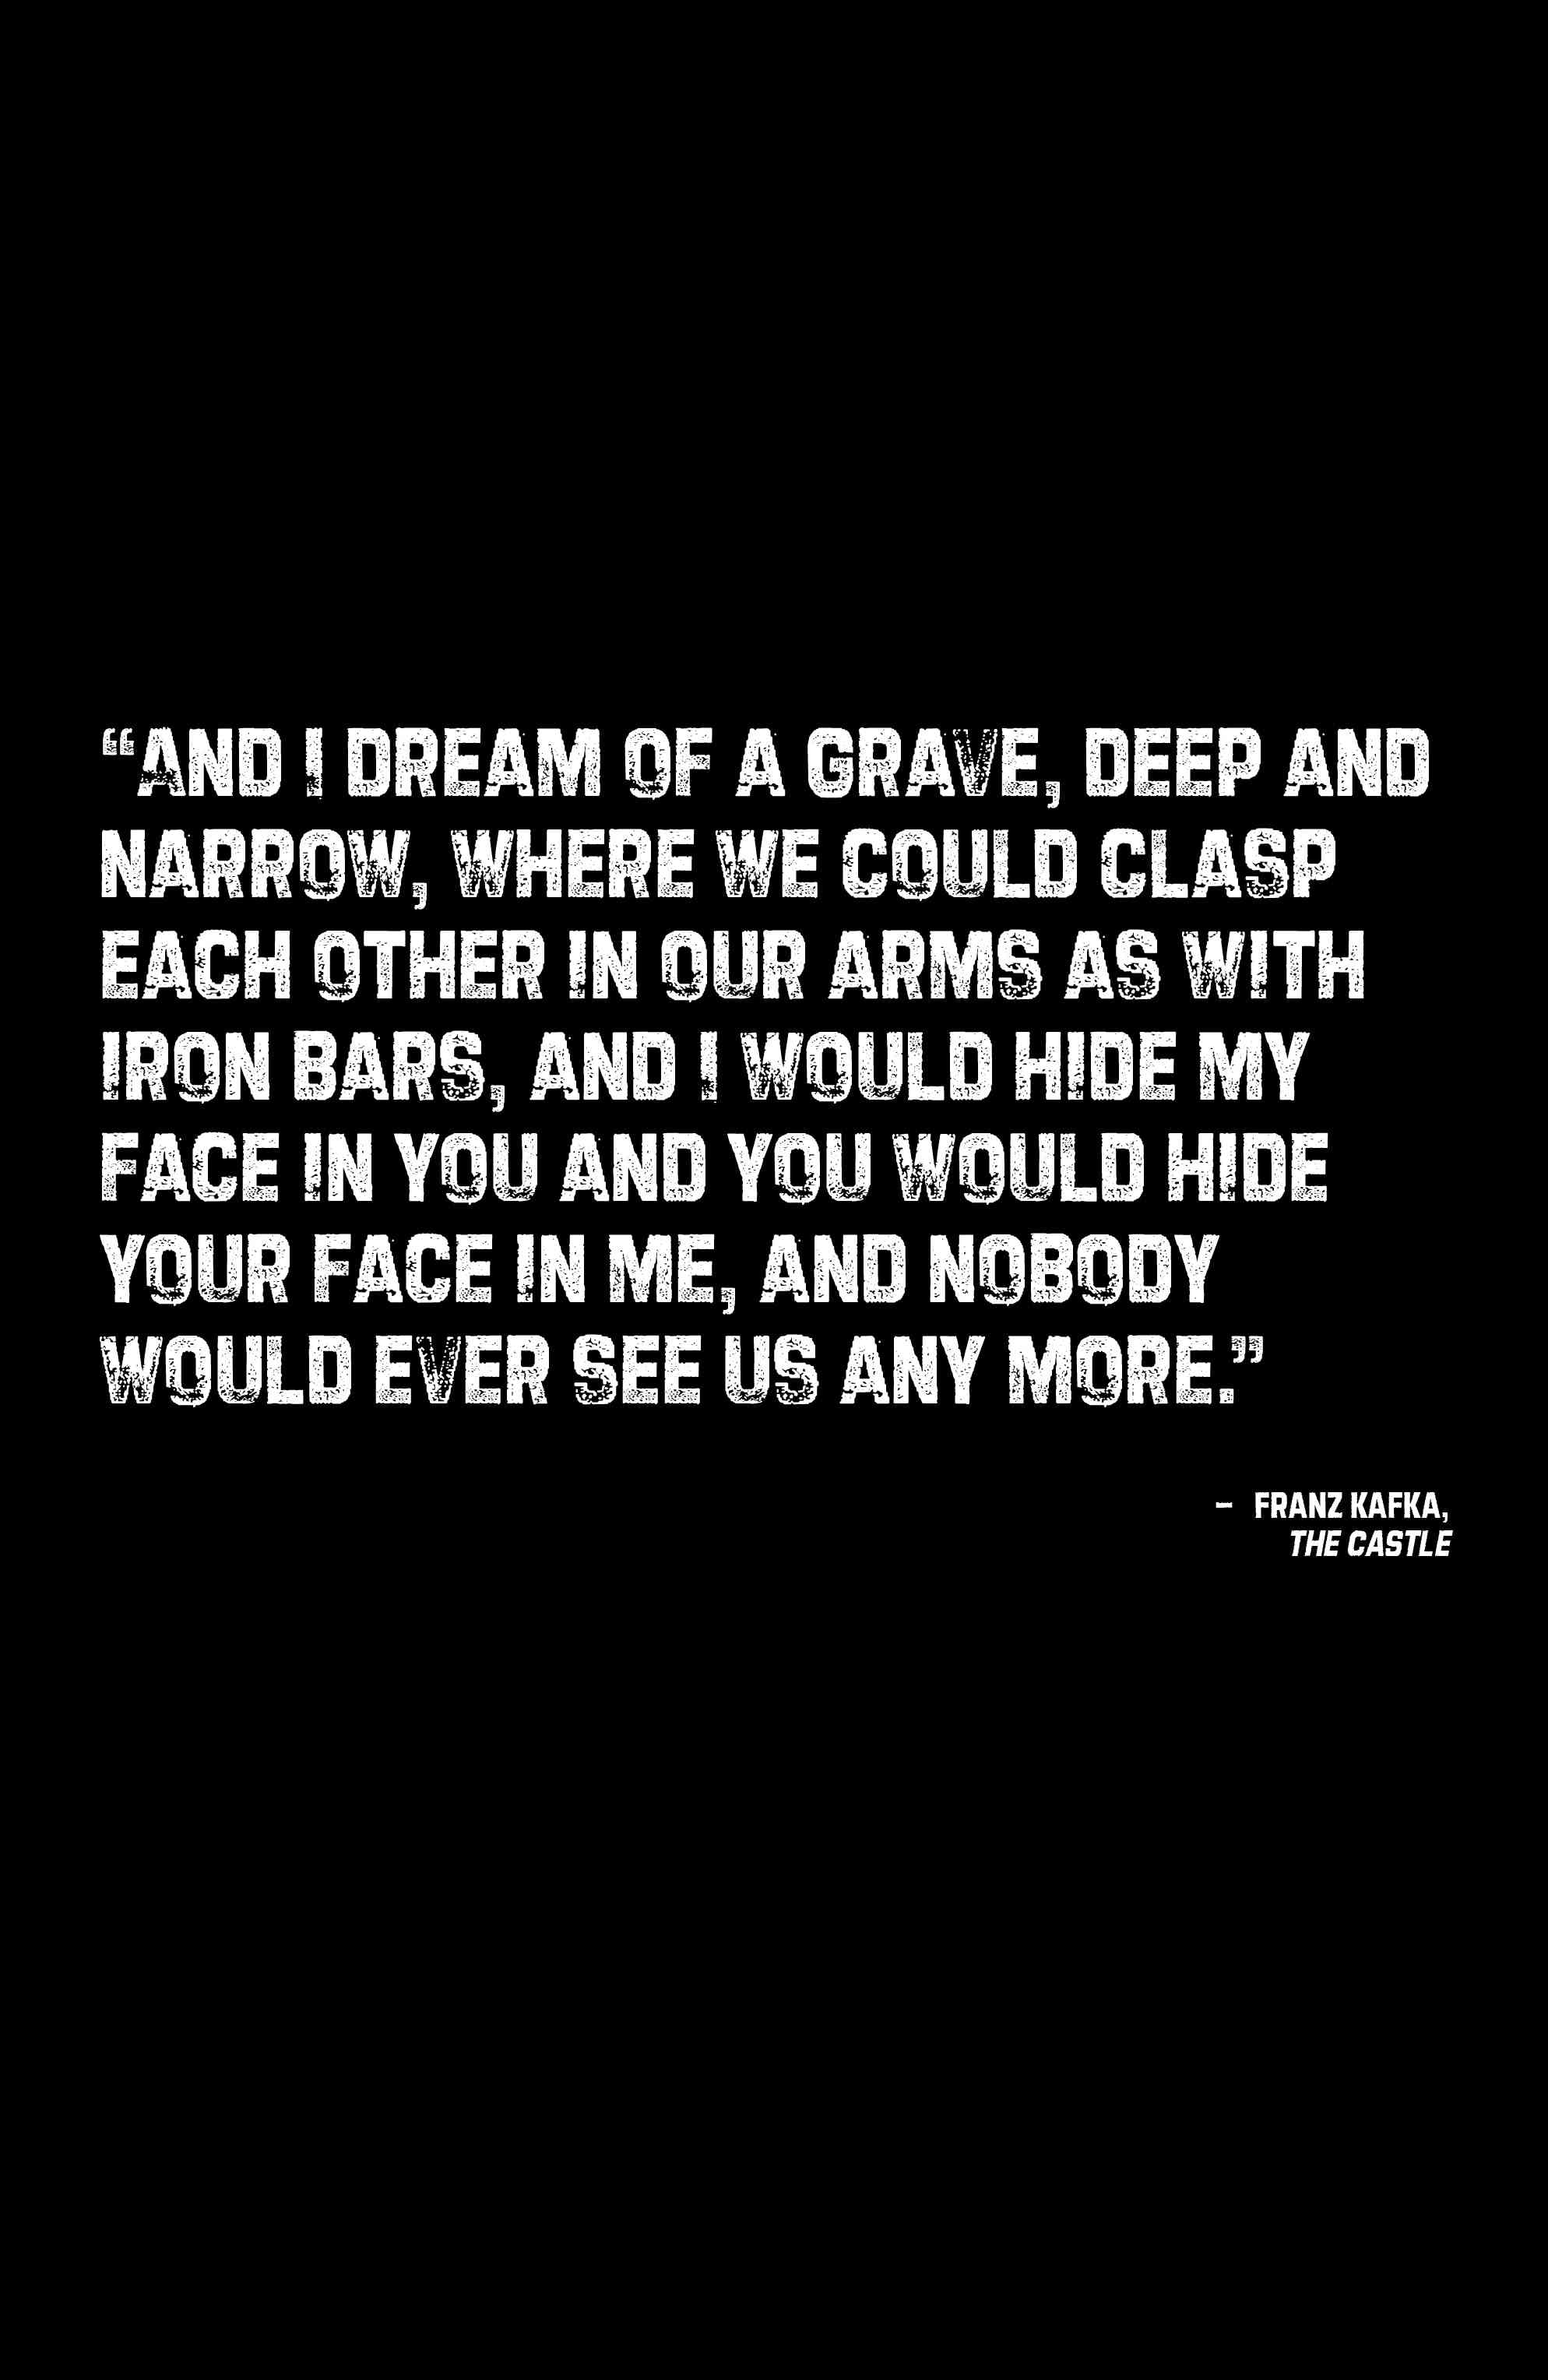 “AND I DREAM OF A GRAVE, DEEP AND
NARROW, WHERE WE COULD CLASP
EACH OTHER IN OUR ARMS AS WITH
IRON BARS, AND I WOULD HIDE MY
FACE IN YOU AND YOU WOULD HIDE
YOUR FACE IN ME, AND NOBODY
WOULD EVER SEE US ANY MORE.”
– FRANZ KAFKA,
THE CASTLE